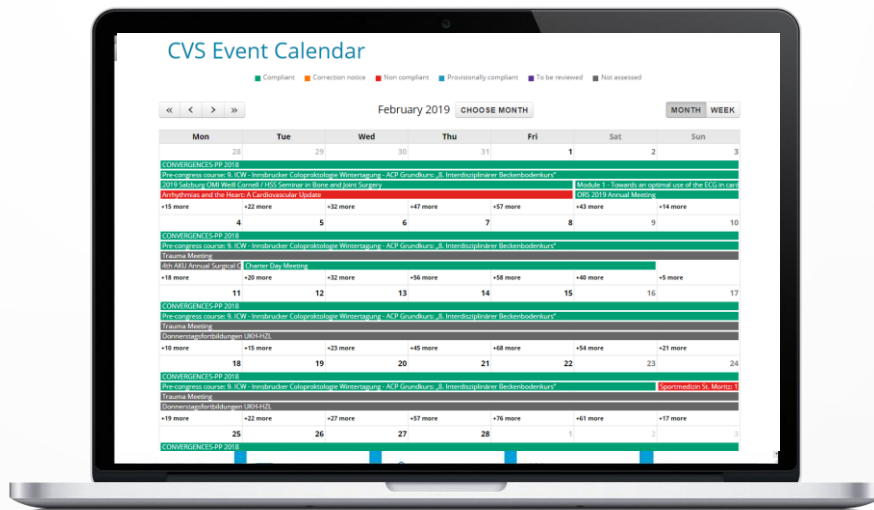 CVS Event Calendar
Compliant Correction notice Non compliant Provisionally compliant To be reviewed Not assessed
« < > » February 2019 CHOOSE MONTH MONTH WEEK
Mon Tue Wed Thu Fri Sat Sun
28 29 30 31 1 2 3
CONVERGENCES-PP 2018
Pre-congress course: 9. ICW - Innsbrucker Coloproktologie Wintertagung - ACP Grundkurs: „8. Interdisziplinärer Beckenbodenkurs“
2019 Salzburg OMI Weill Cornell / HSS Seminar in Bone and Joint Surgery Module 1 - Towards an optimal use of the ECG in card
Arrhythmias and the Heart: A Cardiovascular Update ORS 2019 Annual Meeting
+15 more +22 more +32 more +47 more +57 more +43 more +14 more
4 5 6 7 8 9 10
CONVERGENCES-PP 2018
Pre-congress course: 9. ICW - Innsbrucker Coloproktologie Wintertagung - ACP Grundkurs: „8. Interdisziplinärer Beckenbodenkurs“
Trauma Meeting
4th AKU Annual Surgical C Charter Day Meeting
+18 more +20 more +32 more +56 more +58 more +40 more +5 more
11 12 13 14 15 16 17
CONVERGENCES-PP 2018
Pre-congress course: 9. ICW - Innsbrucker Coloproktologie Wintertagung - ACP Grundkurs: „8. Interdisziplinärer Beckenbodenkurs“
Trauma Meeting
Donnerstagsfortbildungen UKH-HZL
+10 more +15 more +23 more +45 more +68 more +54 more +21 more
18 19 20 21 22 23 24
CONVERGENCES-PP 2018
Pre-congress course: 9. ICW - Innsbrucker Coloproktologie Wintertagung - ACP Grundkurs: „8. Interdisziplinärer Beckenbodenkurs“ Sportmedizin St. Moritz: 1
Trauma Meeting
Donnerstagsfortbildungen UKH-HZL
+19 more +22 more +27 more +57 more +76 more +61 more +17 more
25 26 27 28 1 2 3
CONVERGENCES-PP 2018